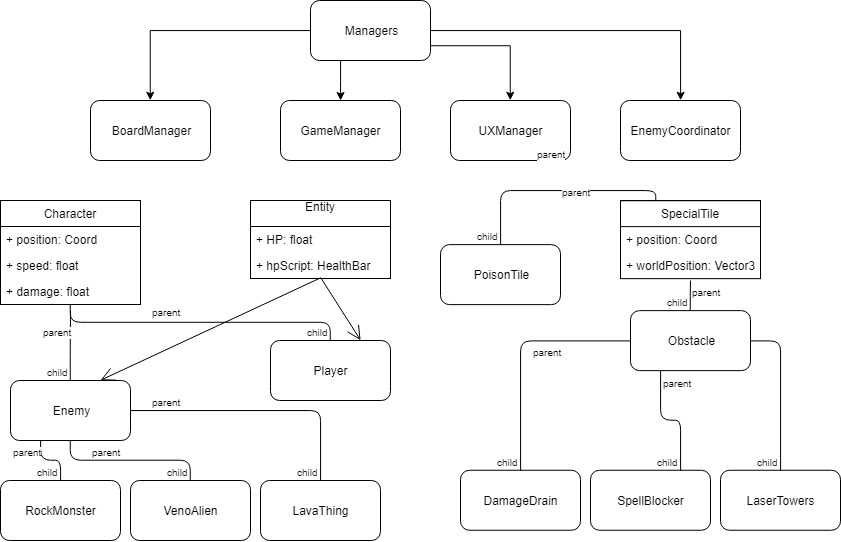 Managers
BoardManager
GameManager
UXManager
EnemyCoordinator
parent
Character
+ position: Coord
+ speed: float
+ damage: float
Entity
+ HP: float
+ hpScript: HealthBar
parent
child
PoisonTile
SpecialTile
+ position: Coord
+ worldPosition: Vector3
parent
child
Obstacle
parent
parent
child
child
Player
Enemy
parent
parent
parent
child
child
child
RockMonster
VenoAlien
LavaThing
parent
parent
child
child
child
DamageDrain
SpellBlocker
LaserTowers